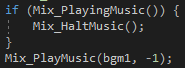 if (Mix_PlayingMusic()) {
    Mix_HaltMusic();
}
Mix_PlayMusic(bgm1, -1);